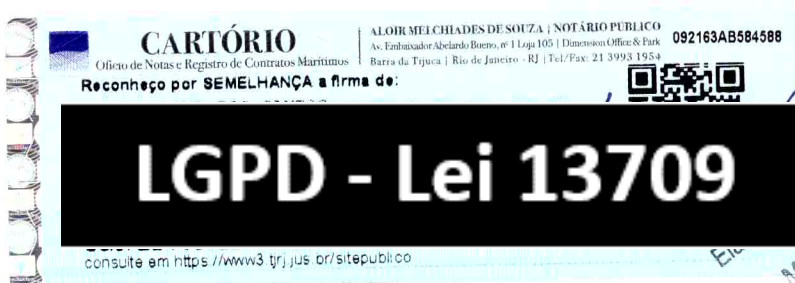 CARTÓRIO
Ofício de Notas e Registro de Contratos Marítimos
ALOIR MELCHIADES DE SOUZA | NOTÁRIO PÚBLICO
Av. Embaixador Abelardo Bueno, nº 1 Loja 105 | Dimension Office & Park
Barra da Tijuca | Rio de Janeiro - RJ | Tel/Fax: 21 3993 1954
092163AB584588
Reconheço por SEMELHANÇA a firma de:
LGPD - Lei 13709
consulte em https://www3.tjrj.jus.br/sitepublico